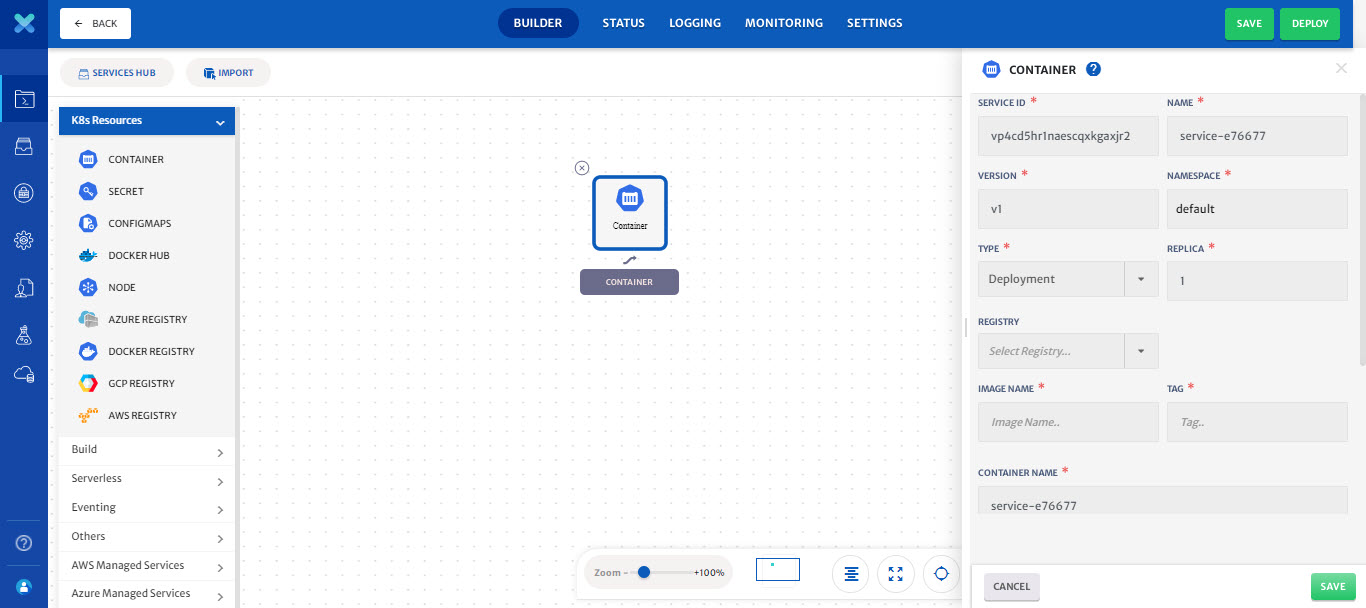 BACK
BUILDER
STATUS
LOGGING
MONITORING
SETTINGS
SAVE
DEPLOY
SERVICES HUB
IMPORT
K8s Resources
CONTAINER
SECRET
CONFIGMAPS
DOCKER HUB
NODE
AZURE REGISTRY
DOCKER REGISTRY
GCP REGISTRY
AWS REGISTRY
Build
Serverless
Eventing
Others
AWS Managed Services
Azure Managed Services
Container
CONTAINER
Zoom - +100%
CONTAINER ?
SERVICE ID * NAME *
vp4cd5hr1naescqxkgaxjr2 service-e76677
VERSION * NAMESPACE *
v1 default
TYPE * REPLICA *
Deployment 1
REGISTRY
Select Registry...
IMAGE NAME * TAG *
Image Name.. Tag..
CONTAINER NAME *
service-e76677
CANCEL SAVE